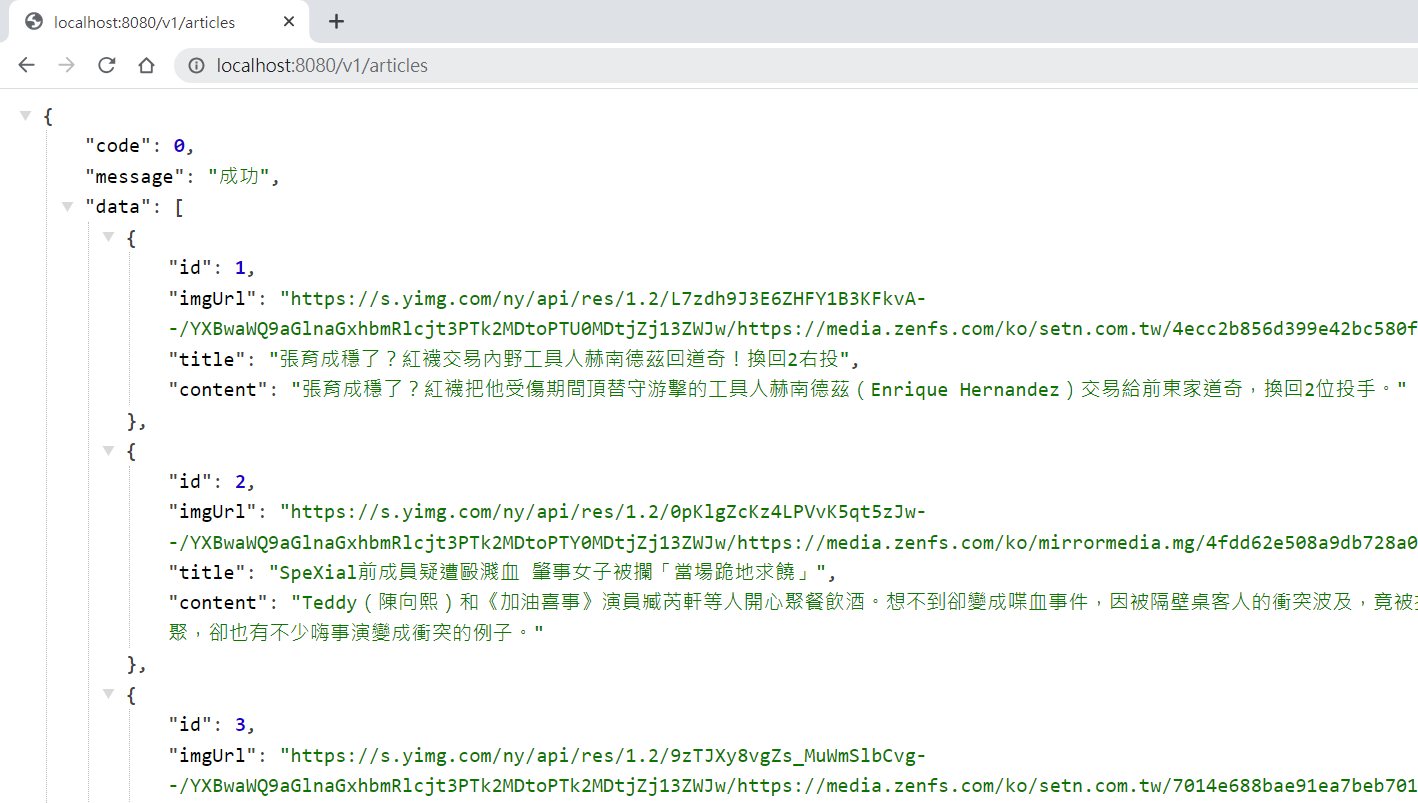 localhost:8080/v1/articles
localhost:8080/v1/articles
{
"code": 0,
"message": "成功",
"data": [
{
"id": 1,
"imgUrl": "https://s.yimg.com/ny/api/res/1.2/L7zdh9J3E6ZHFY1B3KFkvA-
-/YXBwaWQ9aGlnaGxhbmRlcjt3PTk2MDtoPTU0MDtjZj13ZWJw/https://media.zenfs.com/ko/setn.com.tw/4ecc2b856d399e42bc580f
"title": "張育成穩了？紅襪交易內野工具人赫南德茲回道奇！換回2右投",
"content": "張育成穩了？紅襪把他受傷期間頂替守游擊的工具人赫南德茲（Enrique Hernandez）交易給前東家道奇，換回2位投手。"
},
{
"id": 2,
"imgUrl": "https://s.yimg.com/ny/api/res/1.2/0pKlgZcKz4LPVvK5qt5zJw-
-/YXBwaWQ9aGlnaGxhbmRlcjt3PTk2MDtoPTY0MDtjZj13ZWJw/https://media.zenfs.com/ko/mirrormedia.mg/4fdd62e508a9db728a0
"title": "SpeXial前成員疑遭毆濺血 肇事女子被攔「當場跪地求饒」",
"content": "Teddy（陳向熙）和《加油喜事》演員臧芮軒等人開心聚餐飲酒。想不到卻變成喋血事件，因被隔壁桌客人的衝突波及，竟被
聚，卻也有不少嗨事演變成衝突的例子。"
},
{
"id": 3,
"imgUrl": "https://s.yimg.com/ny/api/res/1.2/9zTJXy8vgZs_MuWmSlbCvg-
-/YXBwaWQ9aGlnaGxhbmRlcjt3PTk2MDtoPTk2MDtjZj13ZWJw/https://media.zenfs.com/ko/setn.com.tw/7014e688bae91ea7beb701